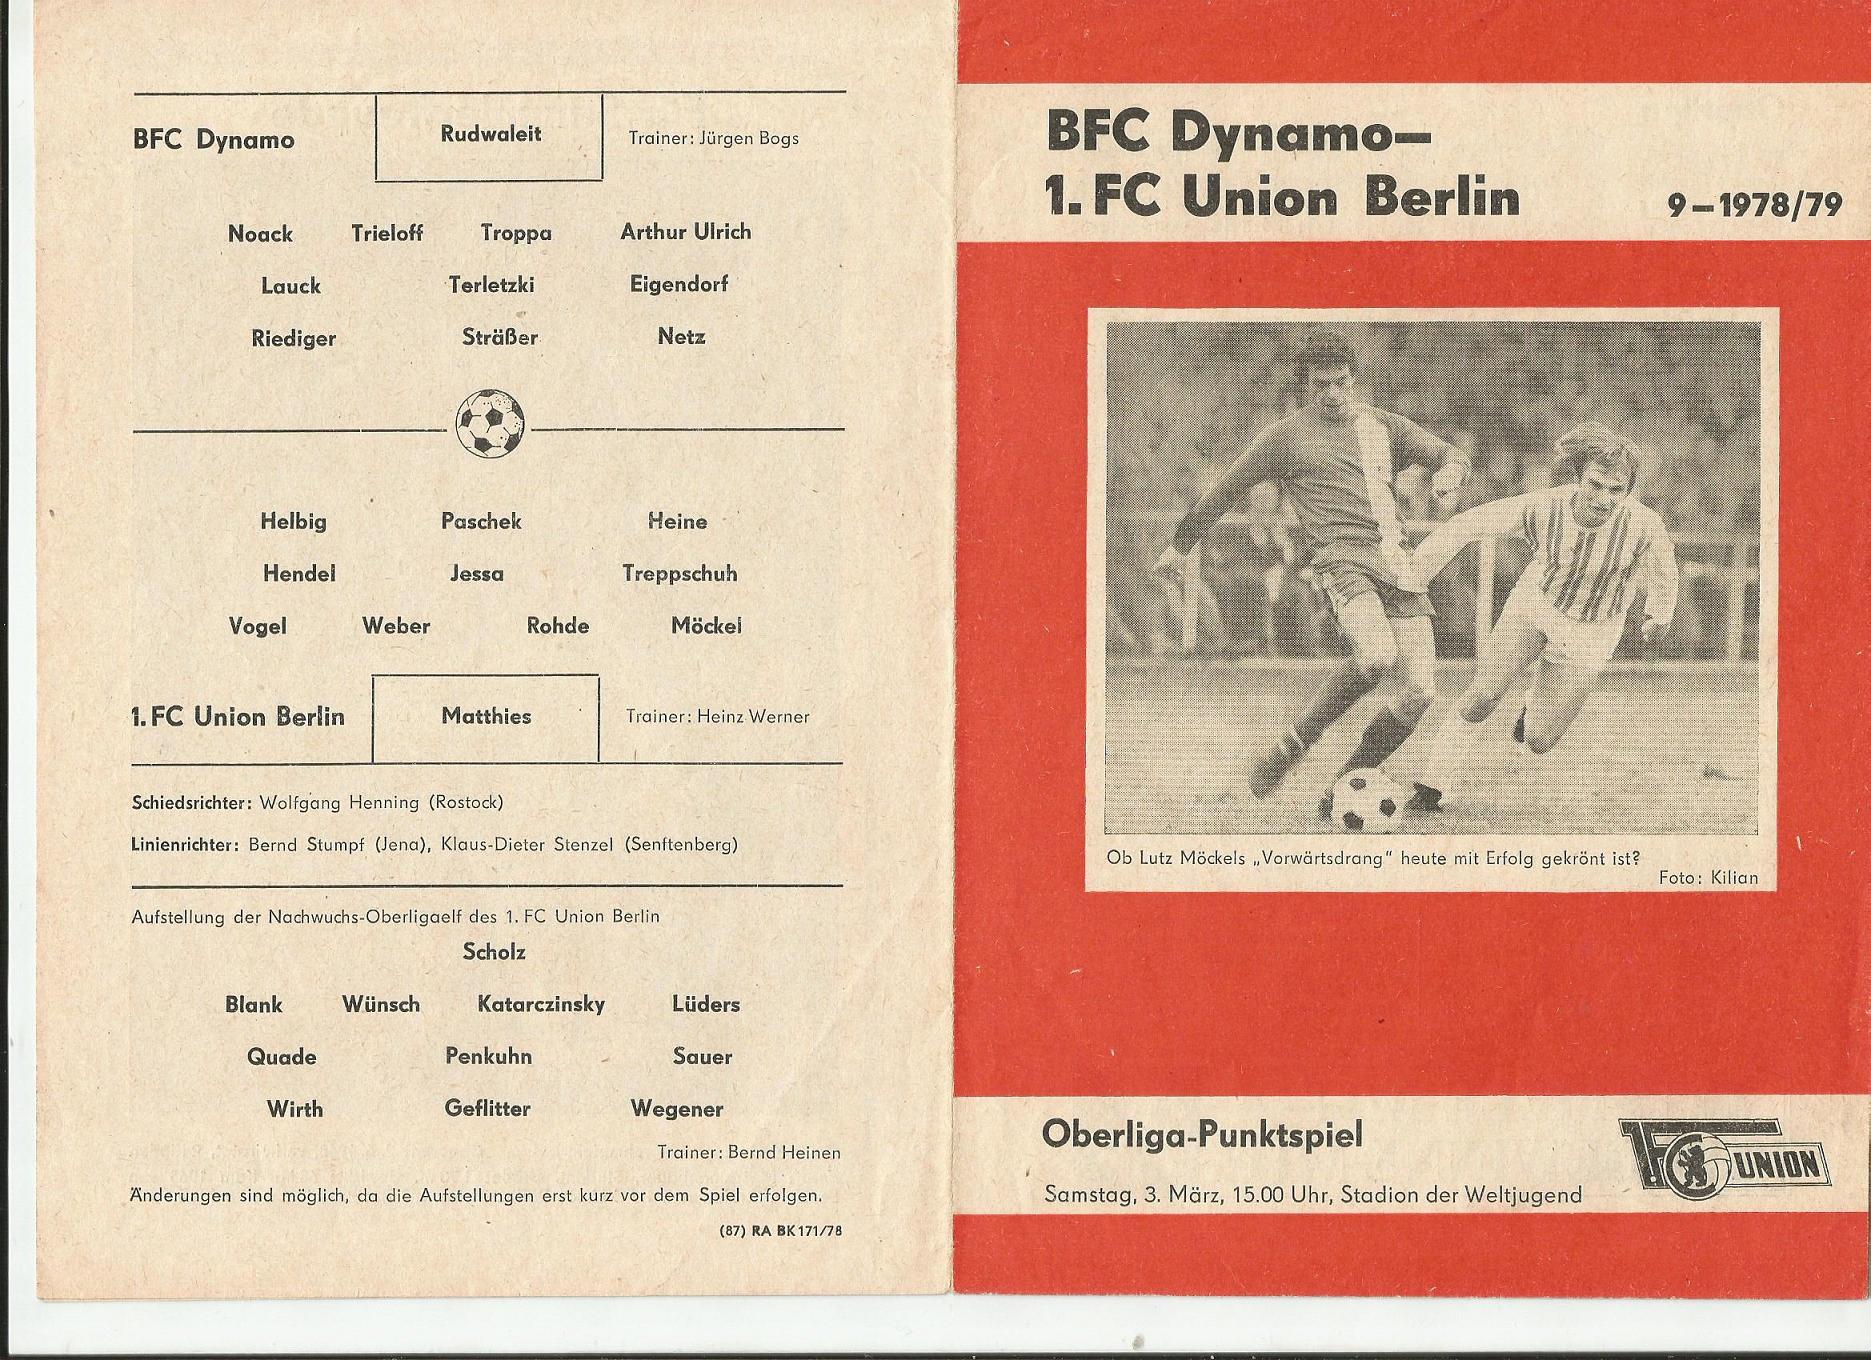 BFC Dynamo
Rudwaleit
Trainer: Jürgen Bogs
Noack Trieloff Troppa Arthur Ulrich
Lauck Terletzki Eigendorf
Riediger Sträßer Netz
Helbig Paschek Heine
Hendel Jessa Treppschuh
Vogel Weber Rohde Möckel
1. FC Union Berlin
Matthies
Trainer: Heinz Werner
Schiedsrichter: Wolfgang Henning (Rostock)
Linienrichter: Bernd Stumpf (Jena), Klaus-Dieter Stenzel (Senftenberg)
Aufstellung der Nachwuchs-Oberligaelf des 1. FC Union Berlin
Scholz
Blank Wünsch Katarczinsky Lüders
Quade Penkuhn Sauer
Wirth Geflitter Wegener
Trainer: Bernd Heinen
Änderungen sind möglich, da die Aufstellungen erst kurz vor dem Spiel erfolgen.
(87) RA BK 171/78
BFC Dynamo—
1. FC Union Berlin 9—1978/79
Ob Lutz Möckels „Vorwärtsdrang" heute mit Erfolg gekrönt ist?
Foto: Kilian
Oberliga-Punktspiel
Samstag, 3. März, 15.00 Uhr, Stadion der Weltjugend
1. FC UNION